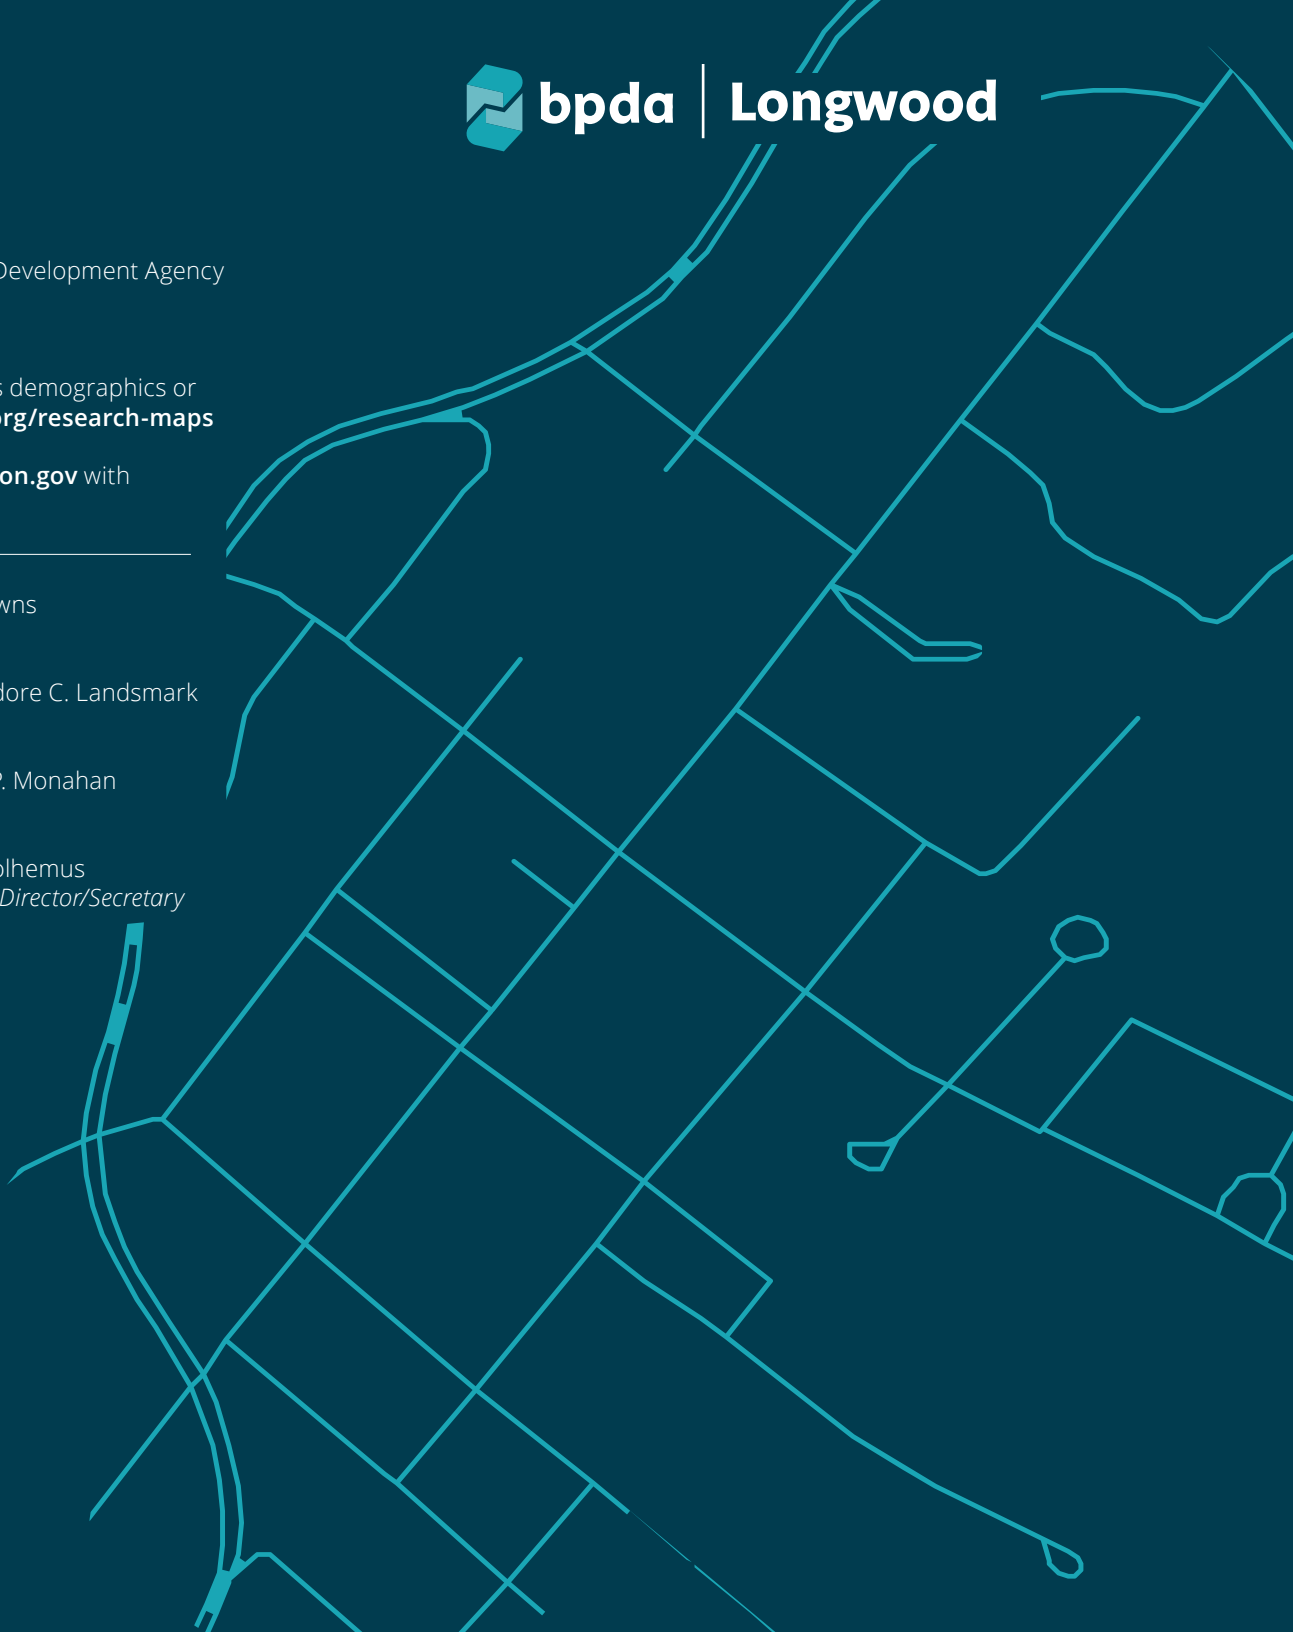 bpda | Longwood
Development Agency
s demographics or
org/research-maps
on.gov with
wns
dore C. Landsmark
P. Monahan
olhemus
Director/Secretary